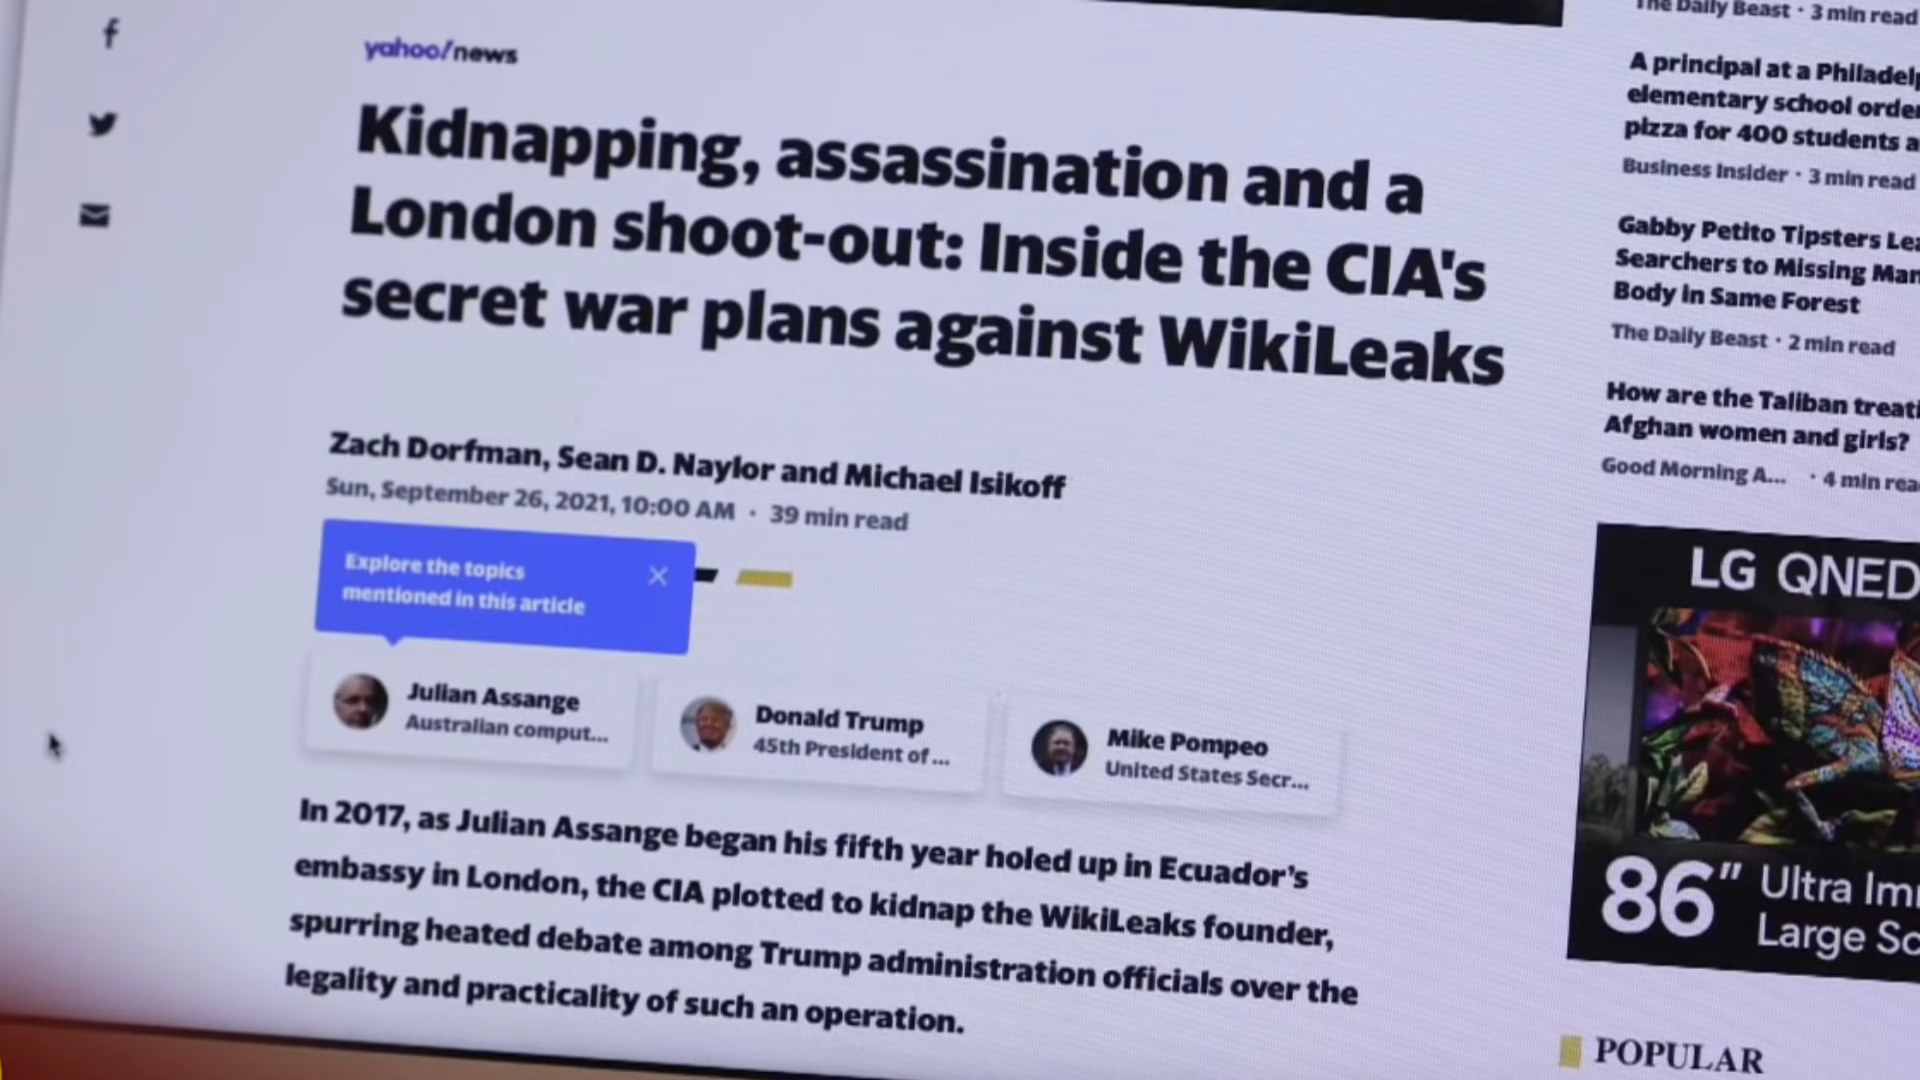 yahoo/news
Kidnapping, assassination and a
London shoot-out: Inside the CIA's
secret war plans against WikiLeaks
Zach Dorfman, Sean D. Naylor and Michael Isikoff
Sun, September 26, 2021, 10:00 AM · 39 min read
Explore the topics
mentioned in this article
Julian Assange
Australian comput...
Donald Trump
45th President of ...
Mike Pompeo
United States Secr...
In 2017, as Julian Assange began his fifth year holed up in Ecuador's
embassy in London, the CIA plotted to kidnap the WikiLeaks founder,
spurring heated debate among Trump administration officials over the
legality and practicality of such an operation.
The Daily Beast · 3 min read
A principal at a
elementary school
pizza for 400 students
Business Insider · 3 min read
Gabby Petito Tipsters
Searchers to Missing
Body in Same Forest
The Daily Beast · 2 min read
How are the Taliban
Afghan women and girls?
Good Morning A... · 4 min
LG QNED
86" Ultra
Large
POPULAR